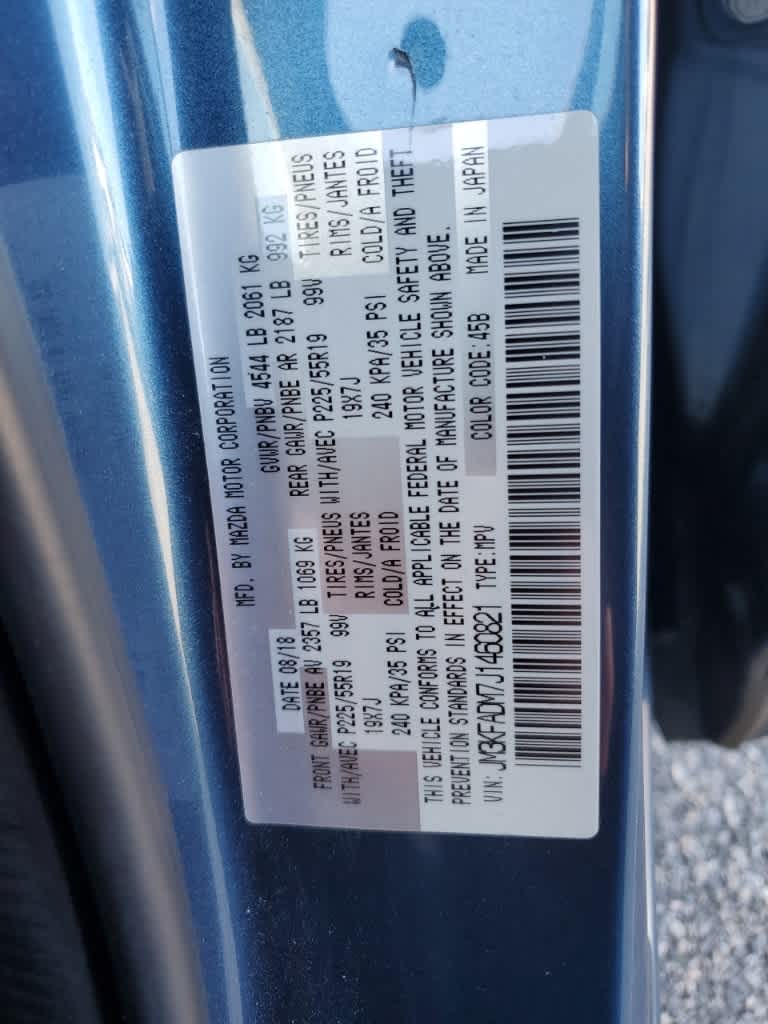 MFD. BY MAZDA MOTOR CORPORATION
DATE 08/18 GVWR/PNBV 4544 LB 2061 KG
FRONT GAWR/PNBE AV 2357 LB 1069 KG REAR GAWR/PNBE AR 2187 LB 992 KG
WITH/AVEC P225/55R19 99V TIRES/PNEUS WITH/AVEC P225/55R19 99V TIRES/PNEUS
19X7J RIMS/JANTES 19X7J RIMS/JANTES
240 KPA/35 PSI COLD/A FROID 240 KPA/35 PSI COLD/A FROID
THIS VEHICLE CONFORMS TO ALL APPLICABLE FEDERAL MOTOR VEHICLE SAFETY AND THEFT
PREVENTION STANDARDS IN EFFECT ON THE DATE OF MANUFACTURE SHOWN ABOVE.
VIN: JM3KFADM7J1460821 TYPE:MPV COLOR CODE:45B MADE IN JAPAN